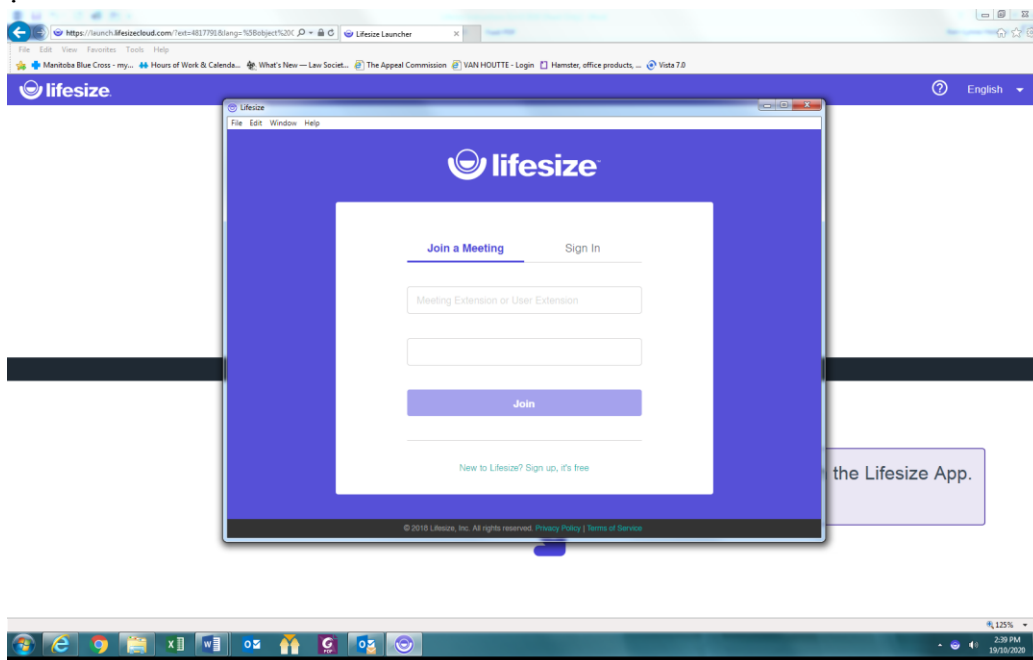 https://launch.lifesizecloud.com/?ext=4817791&lang=%5Bobject%20(
Lifesize Launcher
File Edit View Favorites Tools Help
Manitoba Blue Cross - my... Hours of Work & Calenda... What's New — Law Societ... The Appeal Commission VAN HOUTTE - Login Hamster, office products, ... Vista 7.0
lifesize
English
Lifesize
File Edit Window Help
lifesize
Join a Meeting Sign In
Meeting Extension or User Extension
Join
New to Lifesize? Sign up, it's free
the Lifesize App.
© 2018 Lifesize, Inc. All rights reserved. Privacy Policy | Terms of Service
125%
2:39 PM
19/10/2020